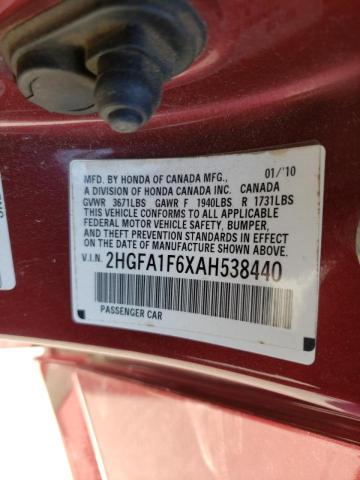 MFD. BY HONDA OF CANADA MFG., 01/'10
A DIVISION OF HONDA CANADA INC. CANADA
GVWR 3671LBS GAWR F 1940LBS R 1731LBS
THIS VEHICLE CONFORMS TO ALL APPLICABLE
FEDERAL MOTOR VEHICLE SAFETY, BUMPER,
AND THEFT PREVENTION STANDARDS IN EFFECT
ON THE DATE OF MANUFACTURE SHOWN ABOVE.
V.I.N. 2HGFA1F6XAH538440
PASSENGER CAR